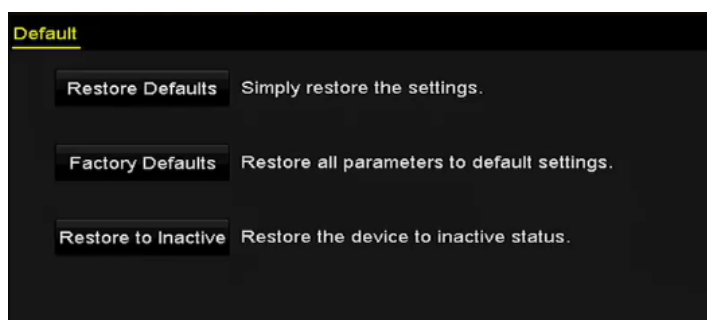 Default
Restore Defaults Simply restore the settings.
Factory Defaults Restore all parameters to default settings.
Restore to Inactive Restore the device to inactive status.